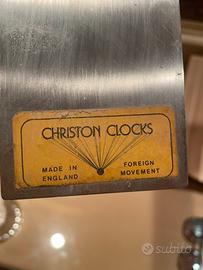 CHRISTON CLOCKS
MADE IN ENGLAND
FOREIGN MOVEMENT
subito